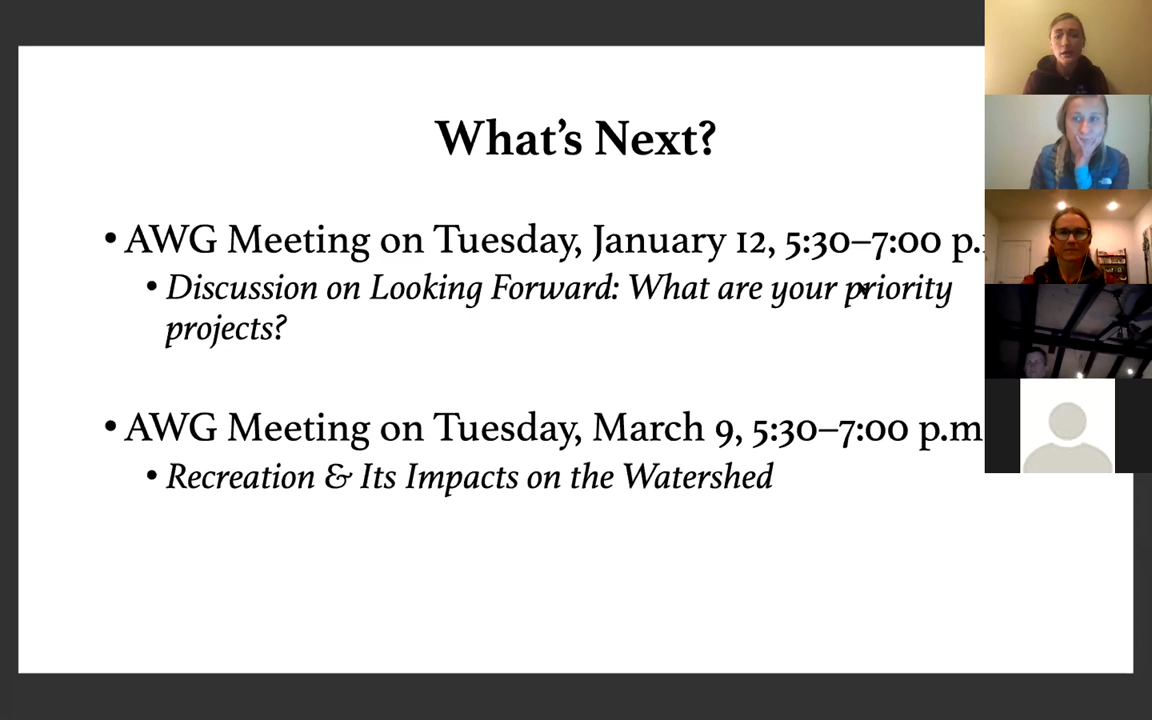 What's Next?
• AWG Meeting on Tuesday, January 12, 5:30–7:00 p.
• Discussion on Looking Forward: What are your priority
projects?
• AWG Meeting on Tuesday, March 9, 5:30–7:00 p.m
• Recreation & Its Impacts on the Watershed